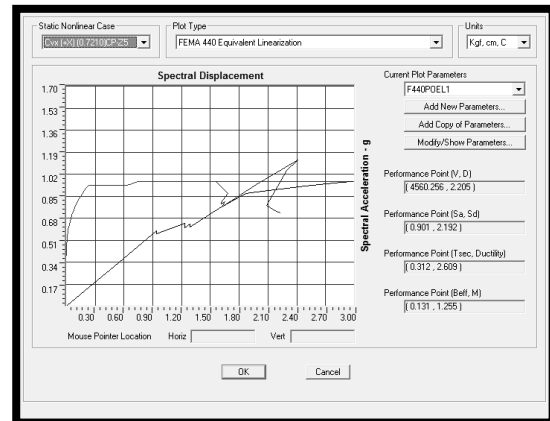 Static Nonlinear Case
Cvx (+X) (0.7210)CP-Z5
Plot Type
FEMA 440 Equivalent Linearization
Units
Kgf, cm, C
Spectral Displacement
1.70
1.53
1.36
1.19
1.02
0.85
0.68
0.51
0.34
0.17
0.30 0.60 0.90 1.20 1.50 1.80 2.10 2.40 2.70 3.00
Spectral Acceleration - g
Mouse Pointer Location Horiz Vert
Current Plot Parameters
F440POEL1
Add New Parameters...
Add Copy of Parameters...
Modify/Show Parameters...
Performance Point (V, D)
( 4560.256 , 2.205 )
Performance Point (Sa, Sd)
( 0.901 , 2.192 )
Performance Point (Tsec, Ductility)
( 0.312 , 2.609 )
Performance Point (Beff, M)
( 0.131 , 1.255 )
OK
Cancel